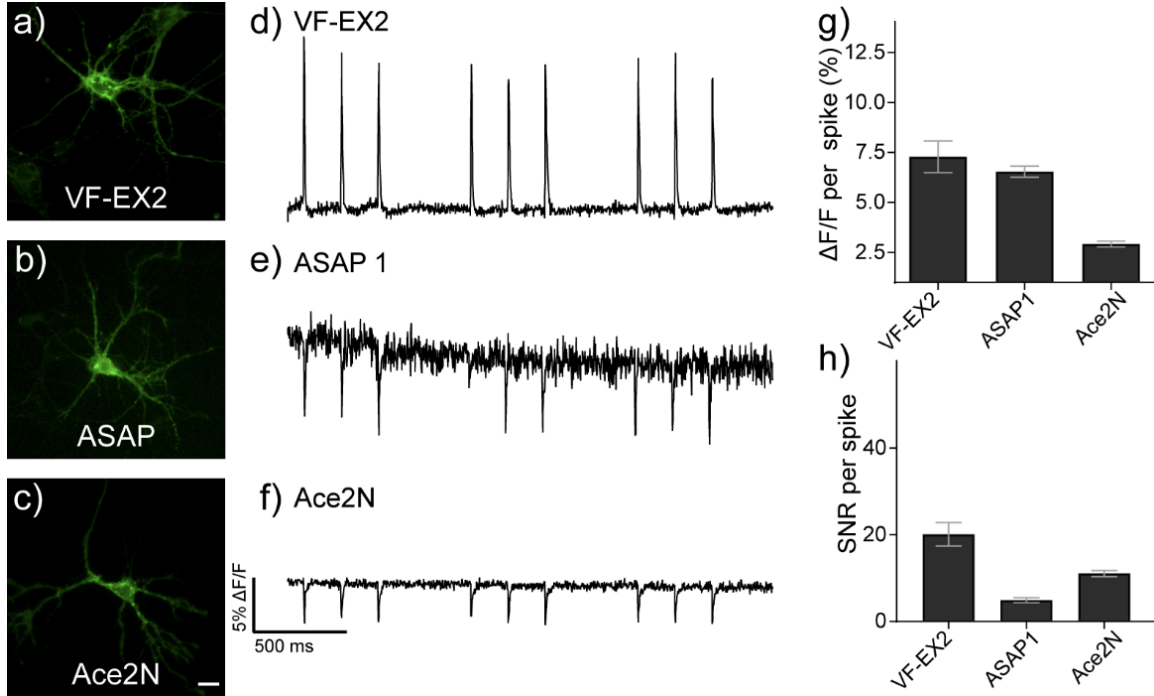 a)
VF-EX2
b)
ASAP
c)
Ace2N
d) VF-EX2
e) ASAP 1
f) Ace2N
5% ΔF/F
500 ms
g)
ΔF/F per spike (%)
12.5
10.0
7.5
5.0
2.5
VF-EX2
ASAP1
Ace2N
h)
SNR per spike
40
20
0
VF-EX2
ASAP1
Ace2N